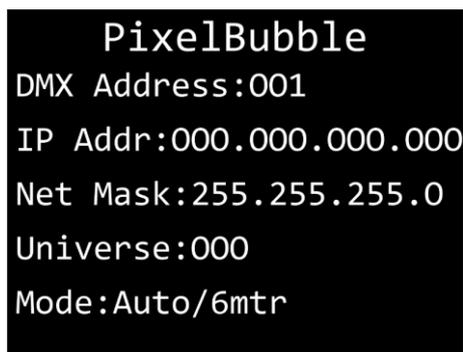 PixelBubble
DMX Address:001
IP Addr:000.000.000.000
Net Mask:255.255.255.0
Universe:000
Mode:Auto/6mtr